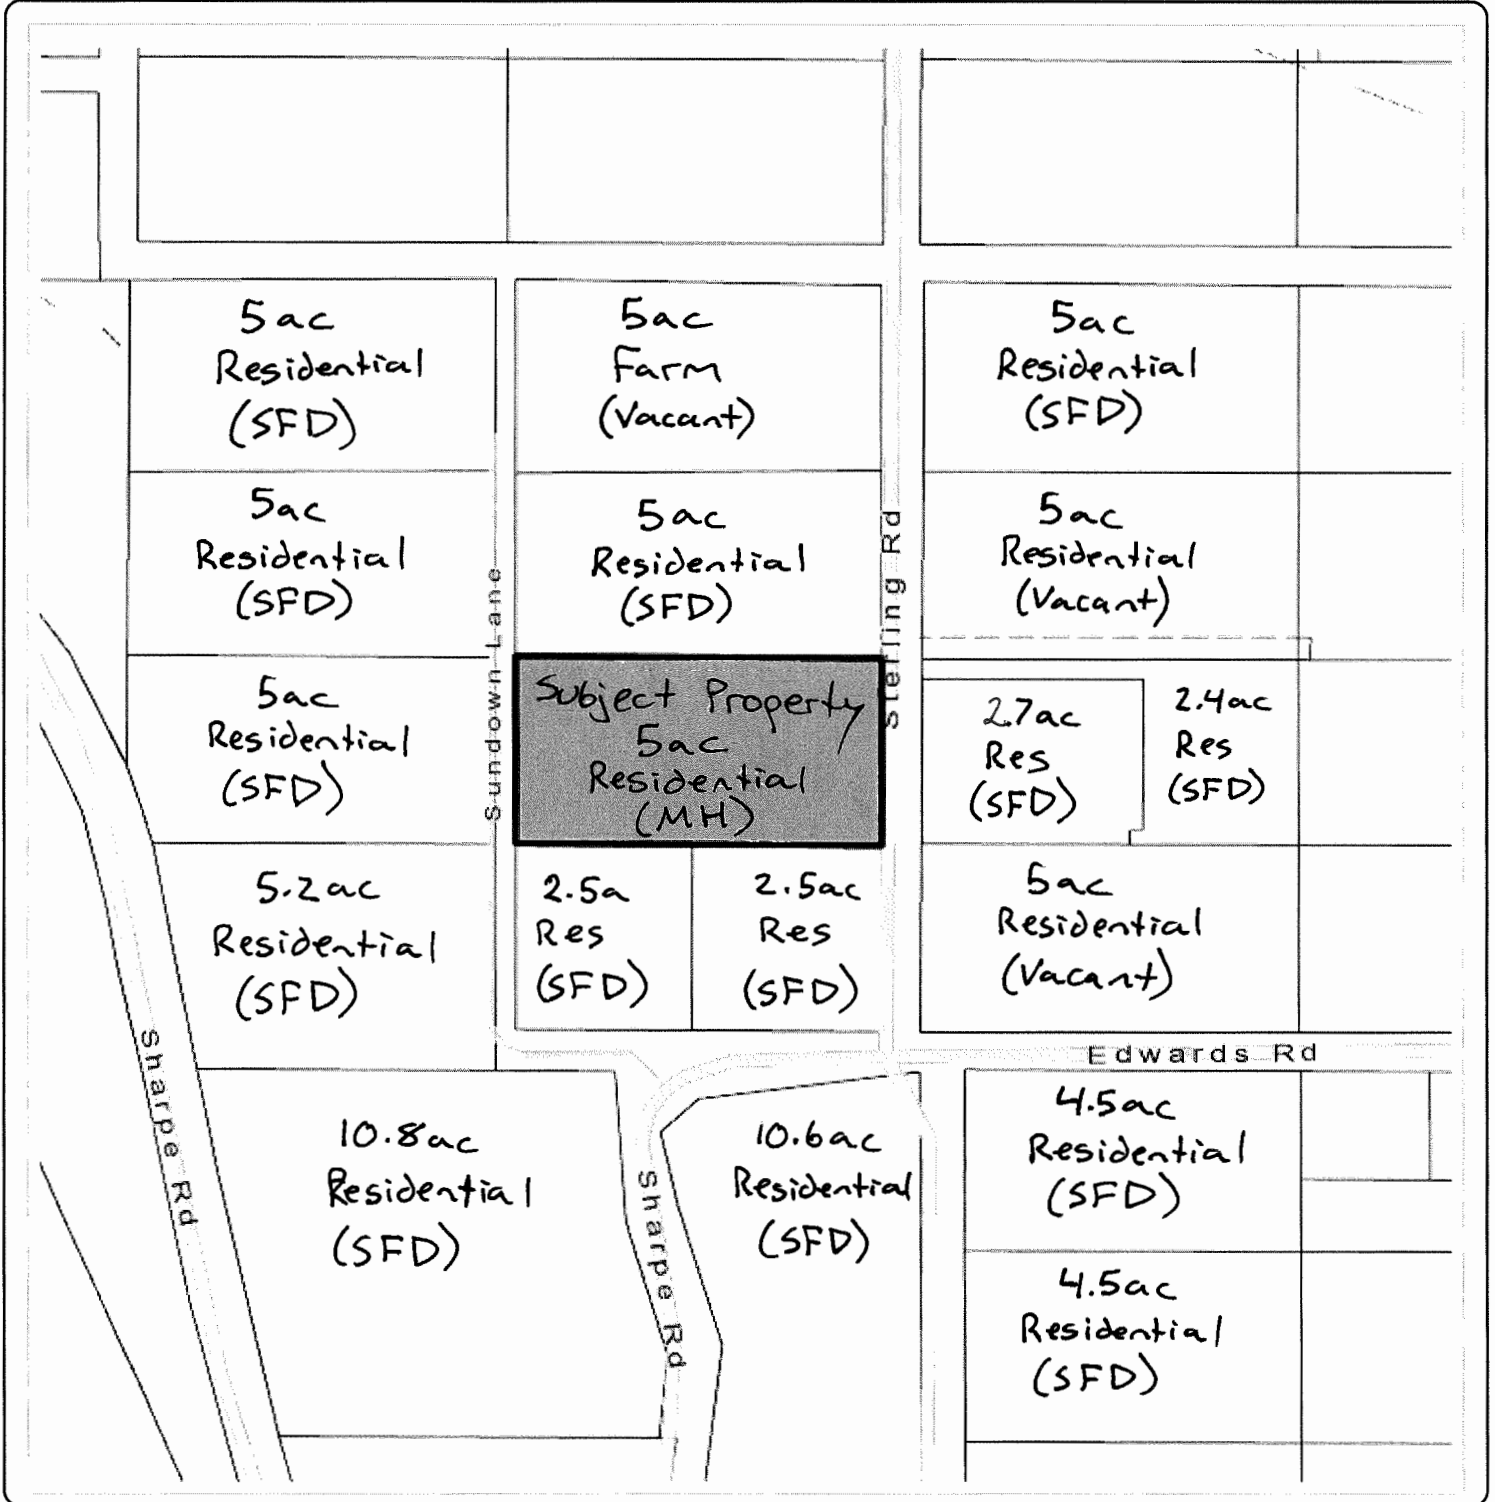 5ac
Residential
(SFD)
5ac
Farm
(Vacant)
5ac
Residential
(SFD)
5ac
Residential
(SFD)
5ac
Residential
(SFD)
5ac
Residential
(Vacant)
Sundown Lane
Sterling Rd
5ac
Residential
(SFD)
Subject Property
5ac
Residential
(MH)
2.7ac
Res
(SFD)
2.4ac
Res
(SFD)
5.2ac
Residential
(SFD)
2.5a
Res
(SFD)
2.5ac
Res
(SFD)
5ac
Residential
(Vacant)
Edwards Rd
Sharpe Rd
10.8ac
Residential
(SFD)
Sharpe Rd
10.6ac
Residential
(SFD)
4.5ac
Residential
(SFD)
4.5ac
Residential
(SFD)